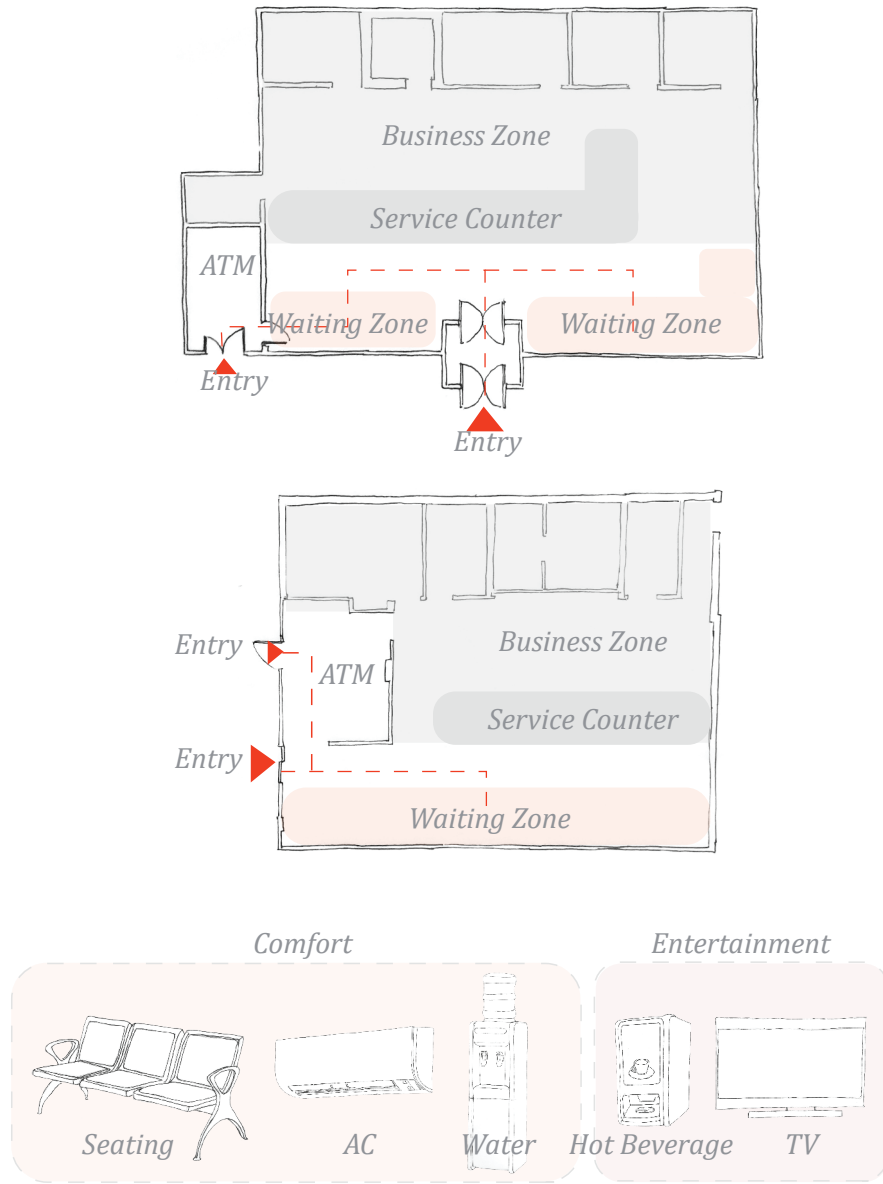 Business Zone
Service Counter
ATM
Waiting Zone
Waiting Zone
Entry
Entry
Entry
Business Zone
ATM
Service Counter
Entry
Waiting Zone
Comfort
Entertainment
Seating
AC
Water
Hot Beverage
TV